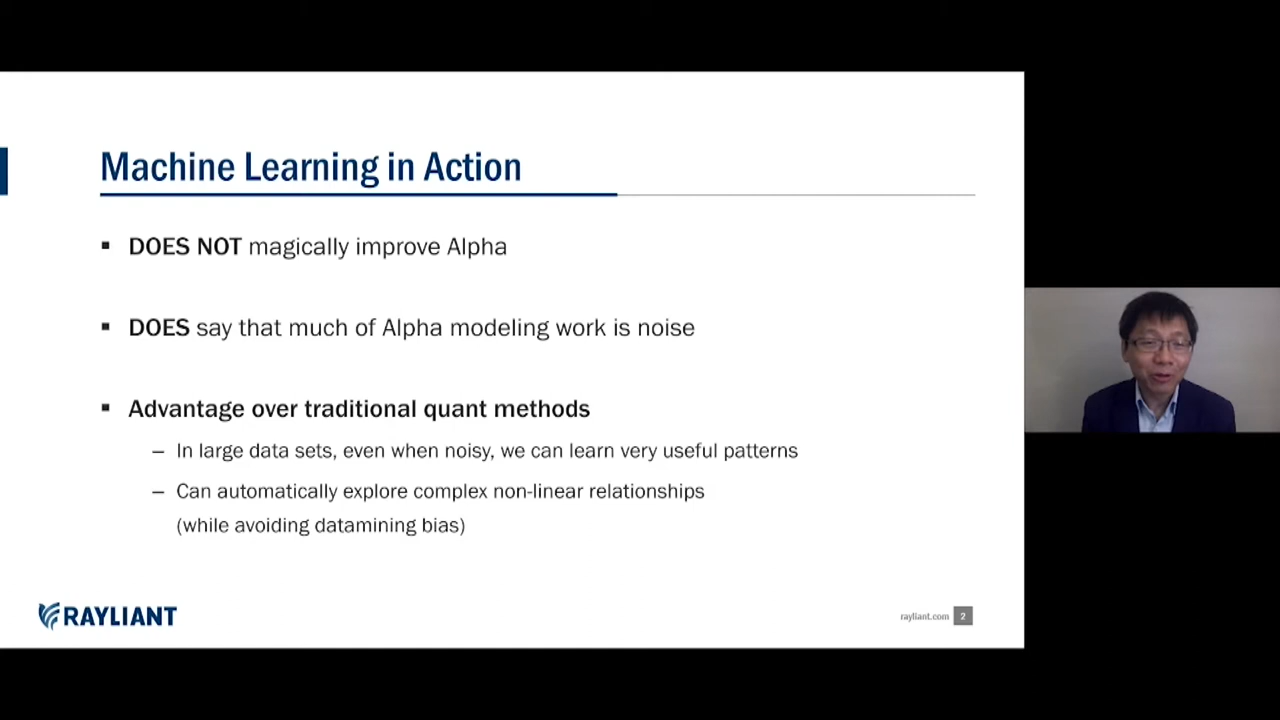 Machine Learning in Action
▪ DOES NOT magically improve Alpha
▪ DOES say that much of Alpha modeling work is noise
▪ Advantage over traditional quant methods
– In large data sets, even when noisy, we can learn very useful patterns
– Can automatically explore complex non-linear relationships
(while avoiding datamining bias)
RAYLIANT
rayliant.com 2